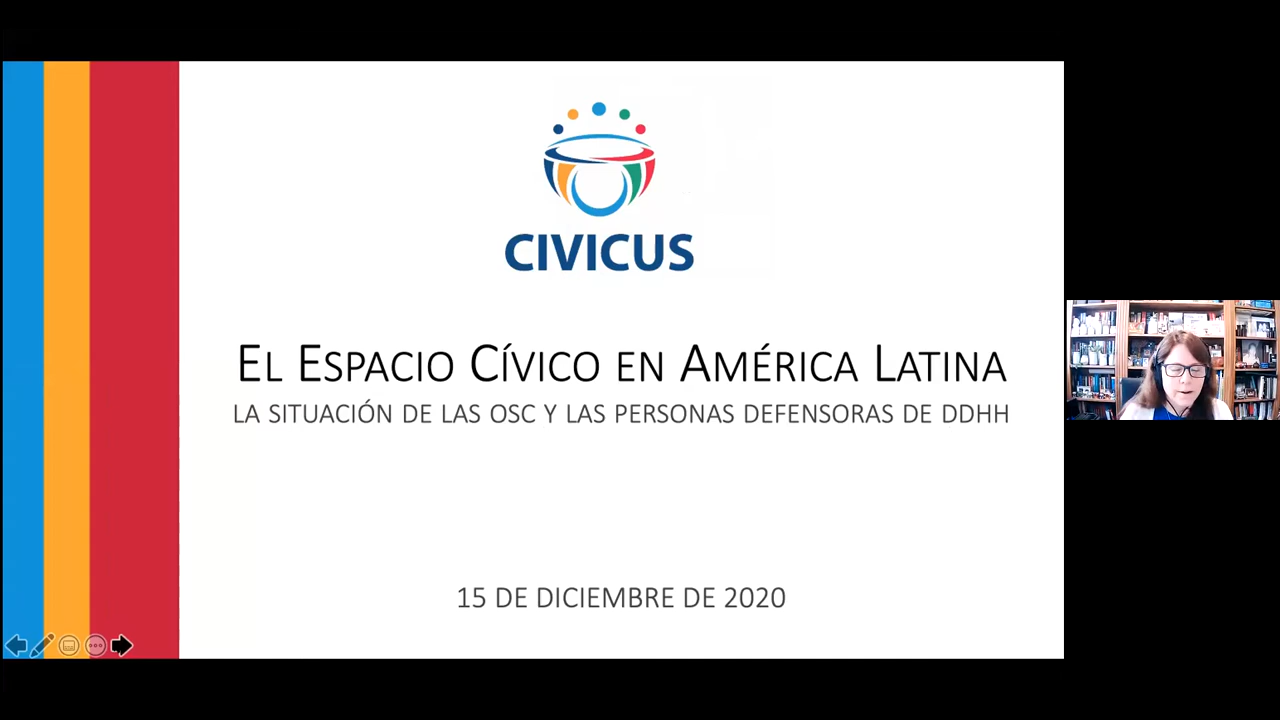 CIVICUS
EL ESPACIO CÍVICO EN AMÉRICA LATINA
LA SITUACIÓN DE LAS OSC Y LAS PERSONAS DEFENSORAS DE DDHH
15 DE DICIEMBRE DE 2020